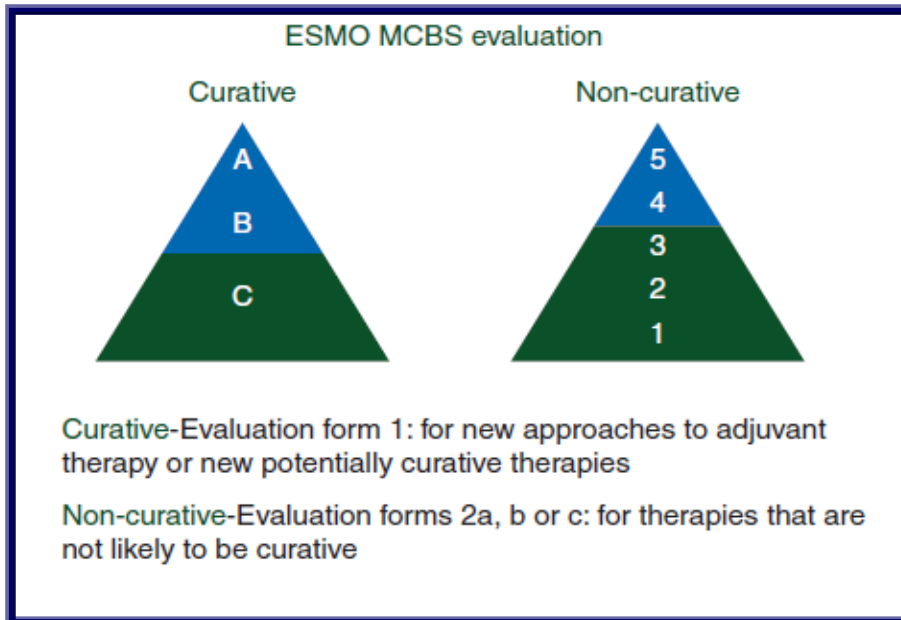 ESMO MCBS evaluation
Curative
Non-curative
A
B
C
5
4
3
2
1
Curative-Evaluation form 1: for new approaches to adjuvant
therapy or new potentially curative therapies
Non-curative-Evaluation forms 2a, b or c: for therapies that are
not likely to be curative